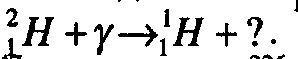 ²₁H + γ → ¹₁H + ?.